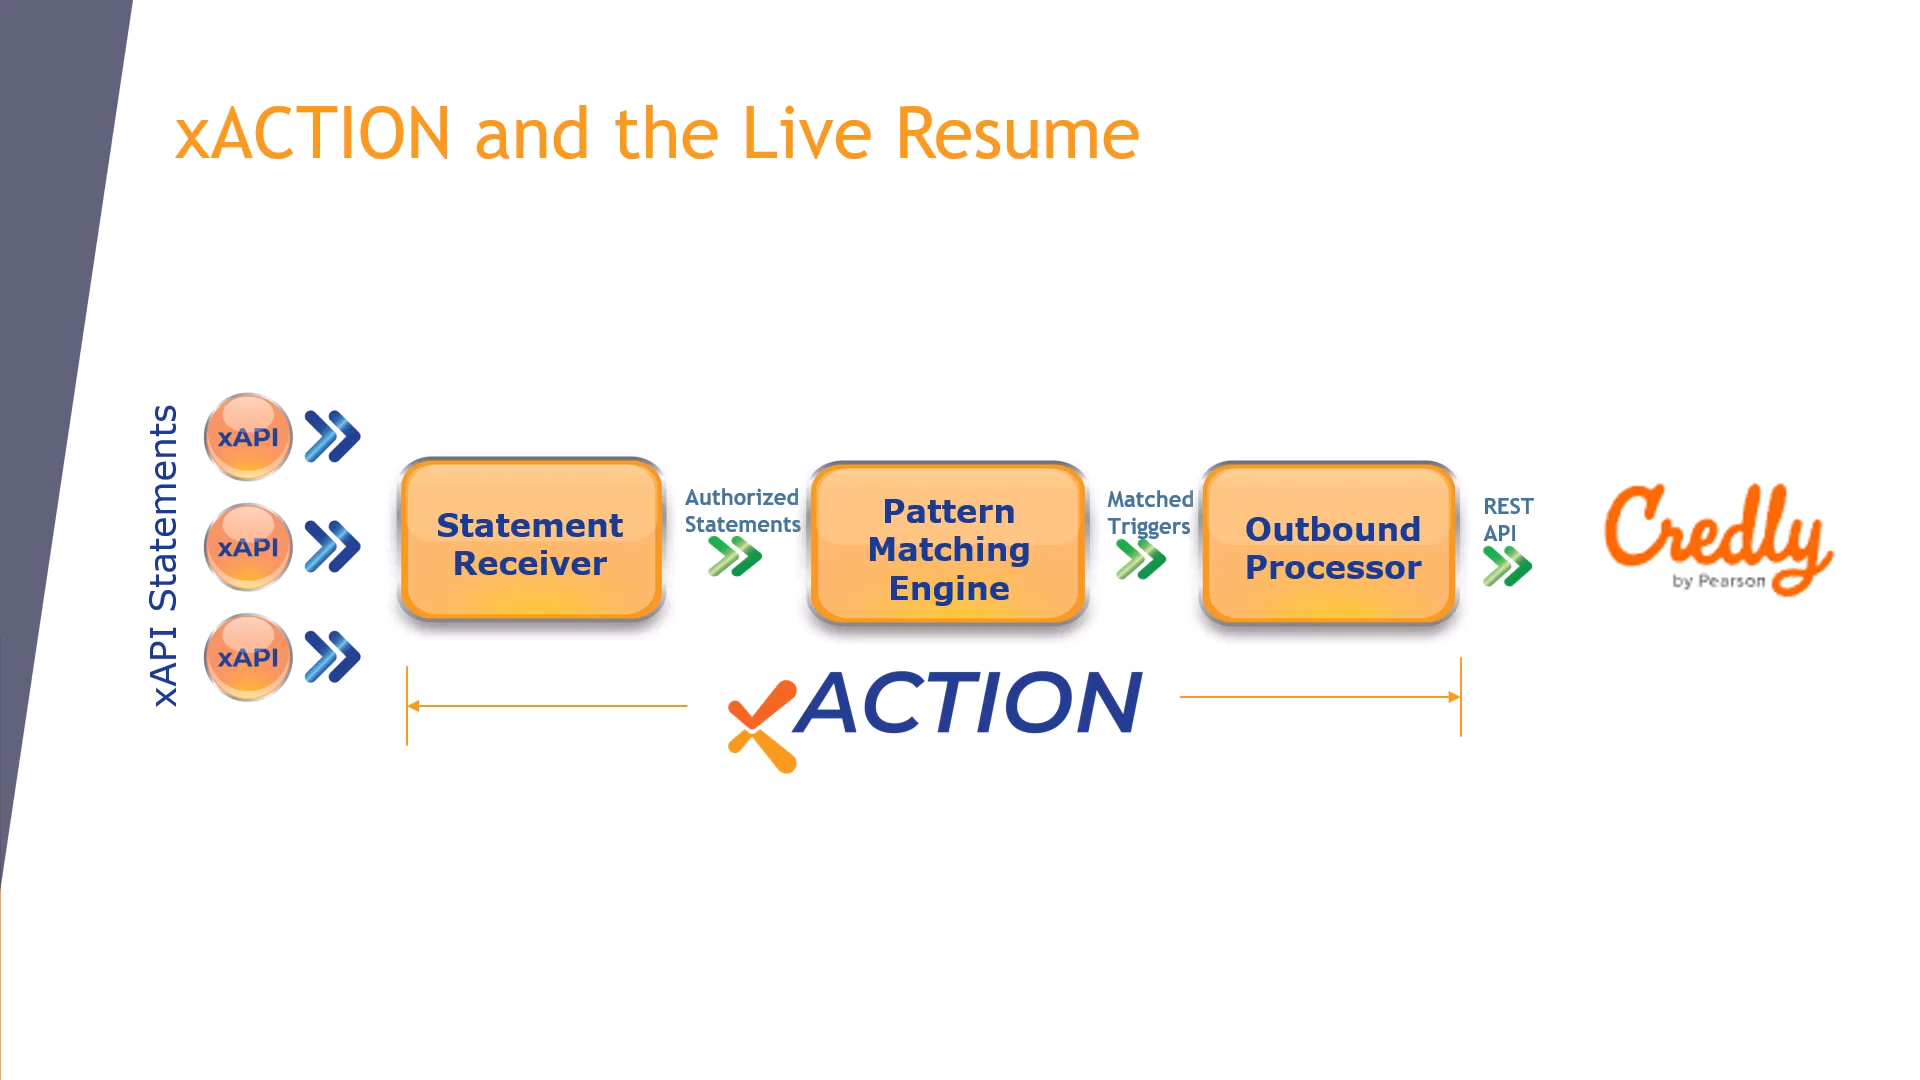 xACTION and the Live Resume
xAPI Statements
xAPI
xAPI
xAPI
Statement
Receiver
Authorized
Statements
Pattern
Matching
Engine
Matched
Triggers
Outbound
Processor
REST
API
Credly
by Pearson
xACTION